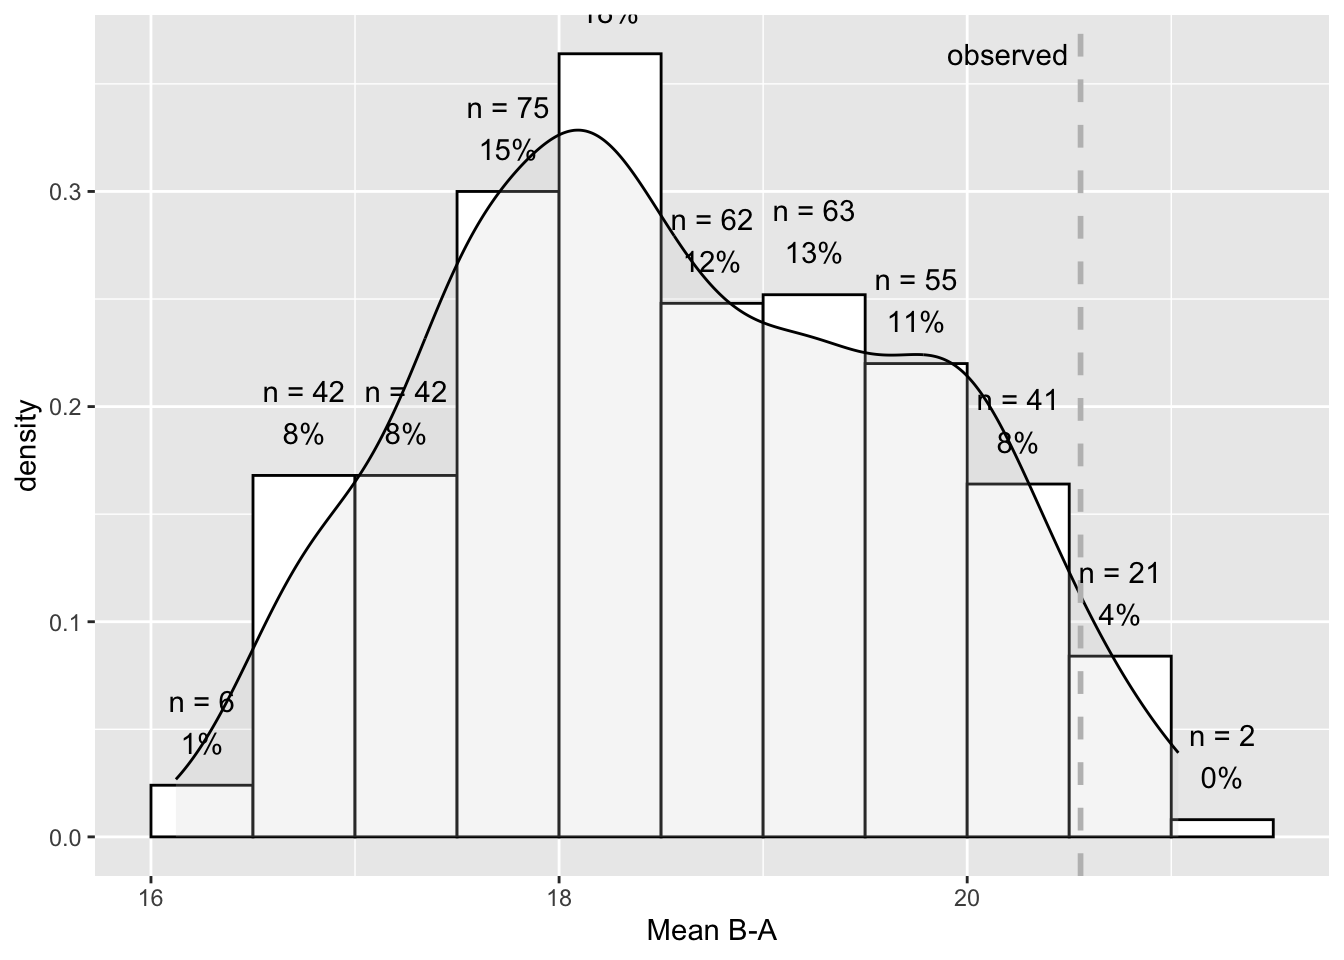 18%
observed
n = 75
15%
n = 62
12%
n = 63
13%
n = 55
11%
n = 42
8%
n = 42
8%
n = 41
8%
n = 21
4%
n = 6
1%
n = 2
0%
0.3
0.2
0.1
0.0
density
16
18
20
Mean B-A